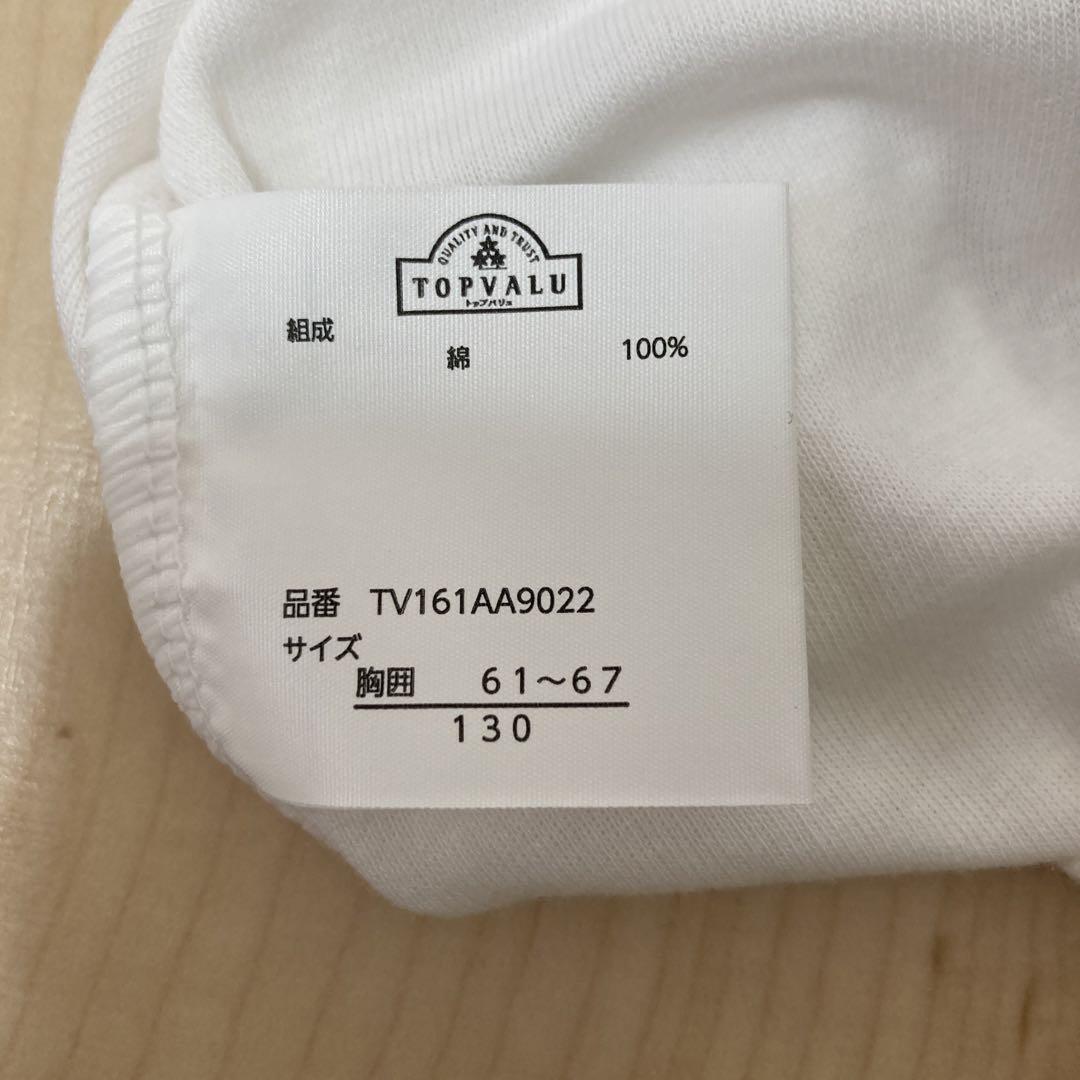 QUALITY AND TRUST
TOPVALU
トップバリュ
組成
綿 100%
品番 TV161AA9022
サイズ
胸囲 61〜67
130